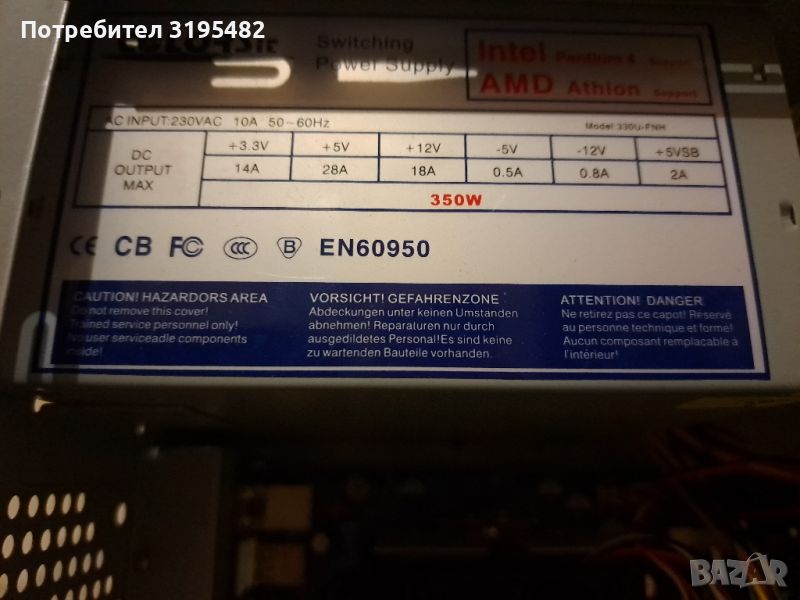 Потребител 3195482
Switching
Power Supply
Intel Pentium 4 Support
AMD Athlon Support
AC INPUT:230VAC 10A 50-60Hz
Model 330U-FNH
DC OUTPUT MAX
+3.3V +5V +12V -5V -12V +5VSB
14A 28A 18A 0.5A 0.8A 2A
350W
CE CB FC CCC B EN60950
CAUTION! HAZARDORS AREA
Do not remove this cover!
Trained service personnel only!
No user serviceadle components
inside!
VORSICHT! GEFAHRENZONE
Abdeckungen unter keinen Umstanden
abnehmen! Reparaturen nur durch
ausgedildetes Personal!Es sind keine
zu wartenden Bauteile vorhanden.
ATTENTION! DANGER
Ne retirez pas ce capot! Reservé
au personne technique et formé!
Aucun composant remplacable à
l'intérieur!
BAZAR